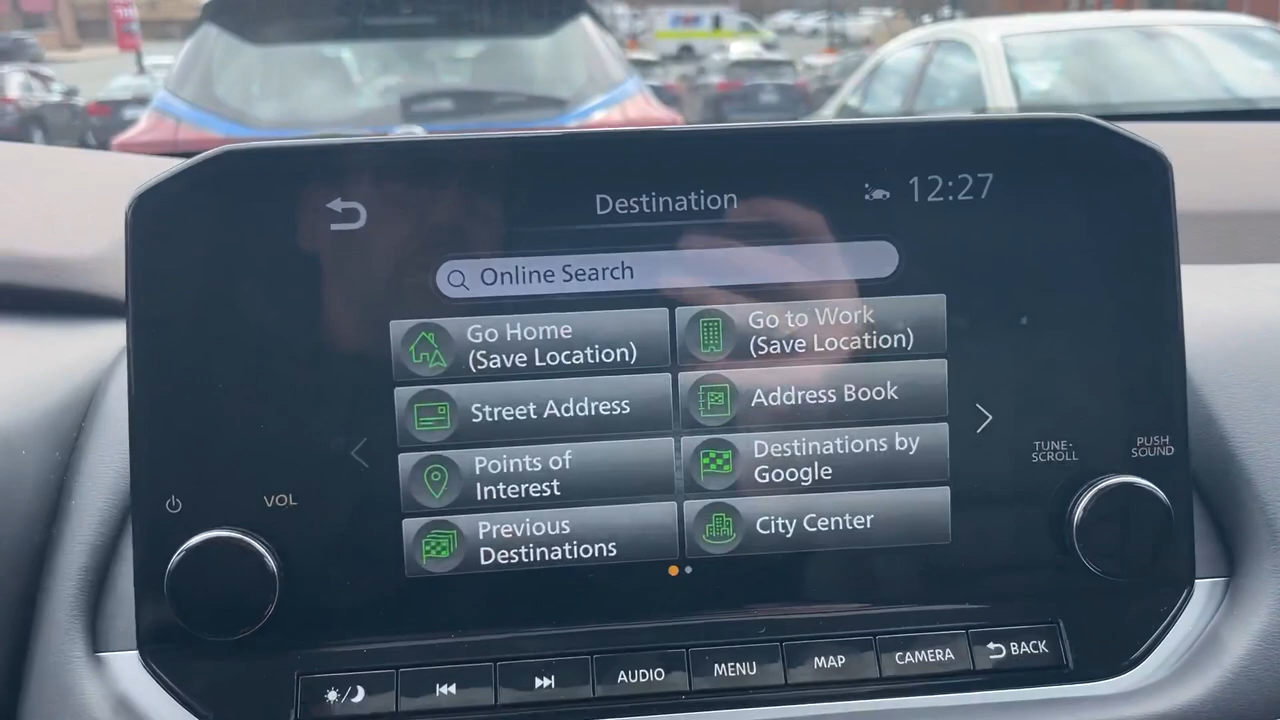 Destination
12:27
Online Search
Go Home
(Save Location)
Go to Work
(Save Location)
Street Address
Address Book
Points of
Interest
Destinations by
Google
Previous
Destinations
City Center
VOL
TUNE·
SCROLL
PUSH
SOUND
AUDIO
MENU
MAP
CAMERA
BACK